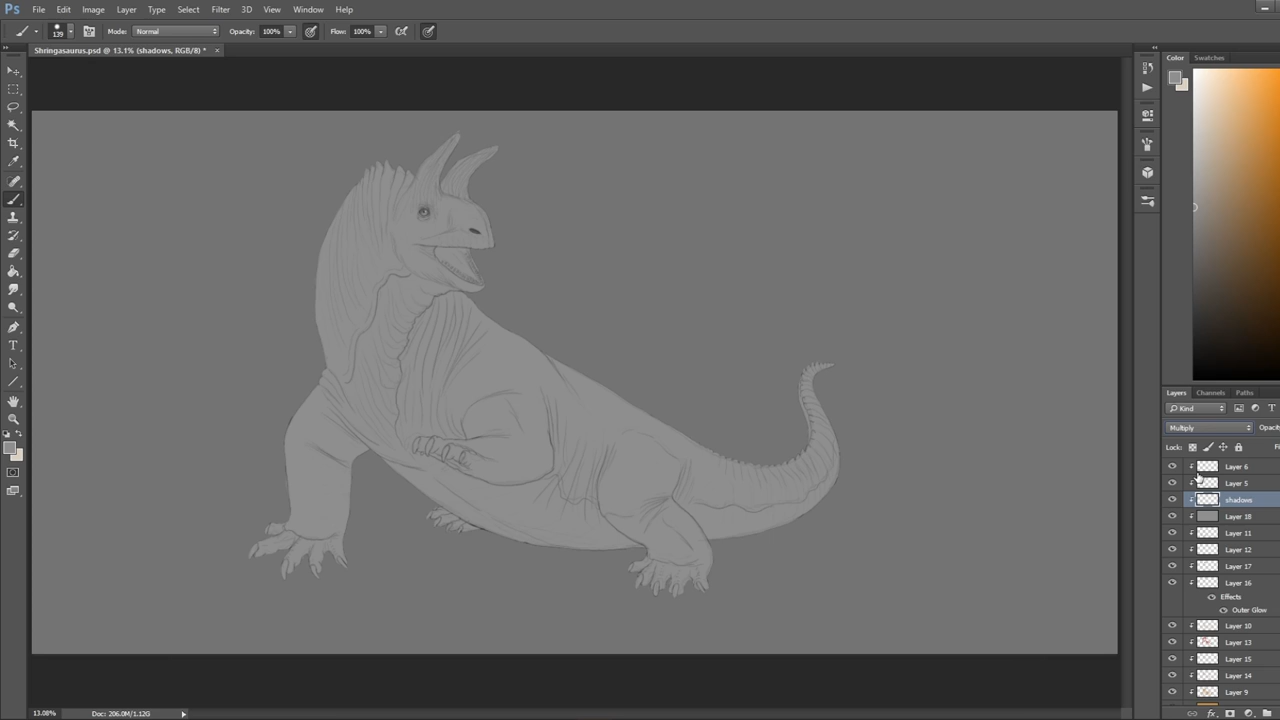 Ps File Edit Image Layer Type Select Filter 3D View Window Help
139 Mode: Normal Opacity: 100% Flow: 100%
Shringasaurus.psd @ 13.1% (shadows, RGB/8) * ×
Color Swatches
Layers Channels Paths
Kind T
Multiply Opacity
Lock: Fi
Layer 6
Layer 5
shadows
Layer 18
Layer 11
Layer 12
Layer 17
Layer 16
Effects
Outer Glow
Layer 10
Layer 13
Layer 15
Layer 14
Layer 9
13.08% Doc: 206.0M/1.12G